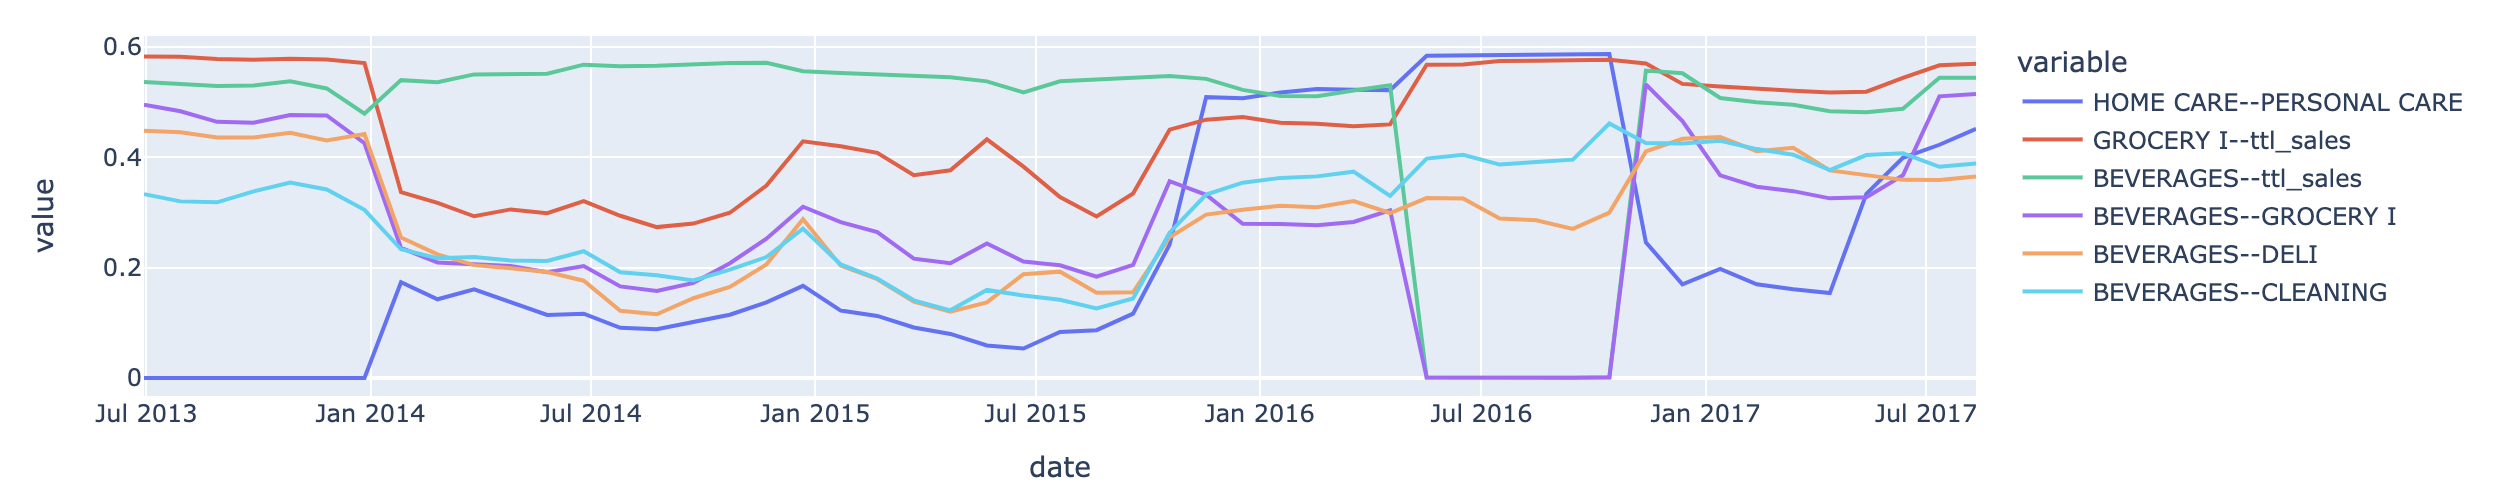 value
0.6
0.4
0.2
0
Jul 2013 Jan 2014 Jul 2014 Jan 2015 Jul 2015 Jan 2016 Jul 2016 Jan 2017 Jul 2017
date
variable
HOME CARE--PERSONAL CARE
GROCERY I--ttl_sales
BEVERAGES--ttl_sales
BEVERAGES--GROCERY I
BEVERAGES--DELI
BEVERAGES--CLEANING